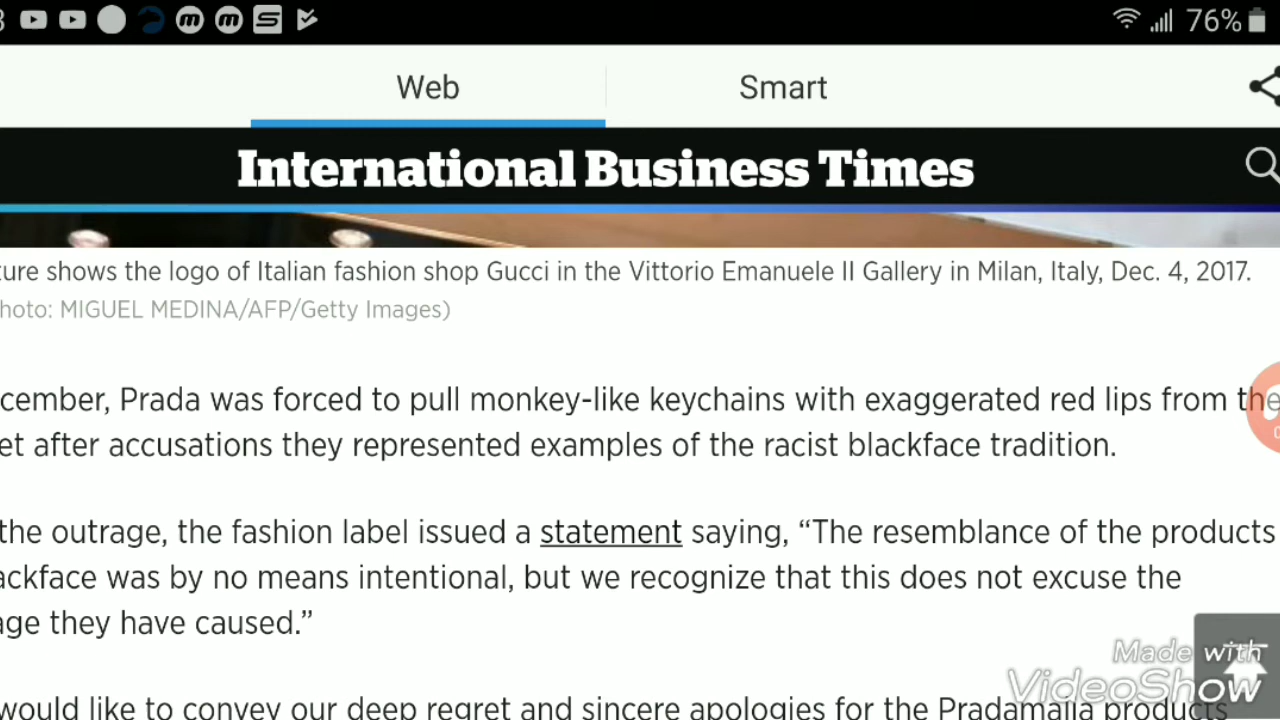 76%
Web
Smart
International Business Times
ture shows the logo of Italian fashion shop Gucci in the Vittorio Emanuele II Gallery in Milan, Italy, Dec. 4, 2017.
hoto: MIGUEL MEDINA/AFP/Getty Images)
cember, Prada was forced to pull monkey-like keychains with exaggerated red lips from the
et after accusations they represented examples of the racist blackface tradition.
the outrage, the fashion label issued a statement saying, “The resemblance of the products
ackface was by no means intentional, but we recognize that this does not excuse the
age they have caused.”
Made with
VideoShow
would like to convey our deep regret and sincere apologies for the Pradamalia products